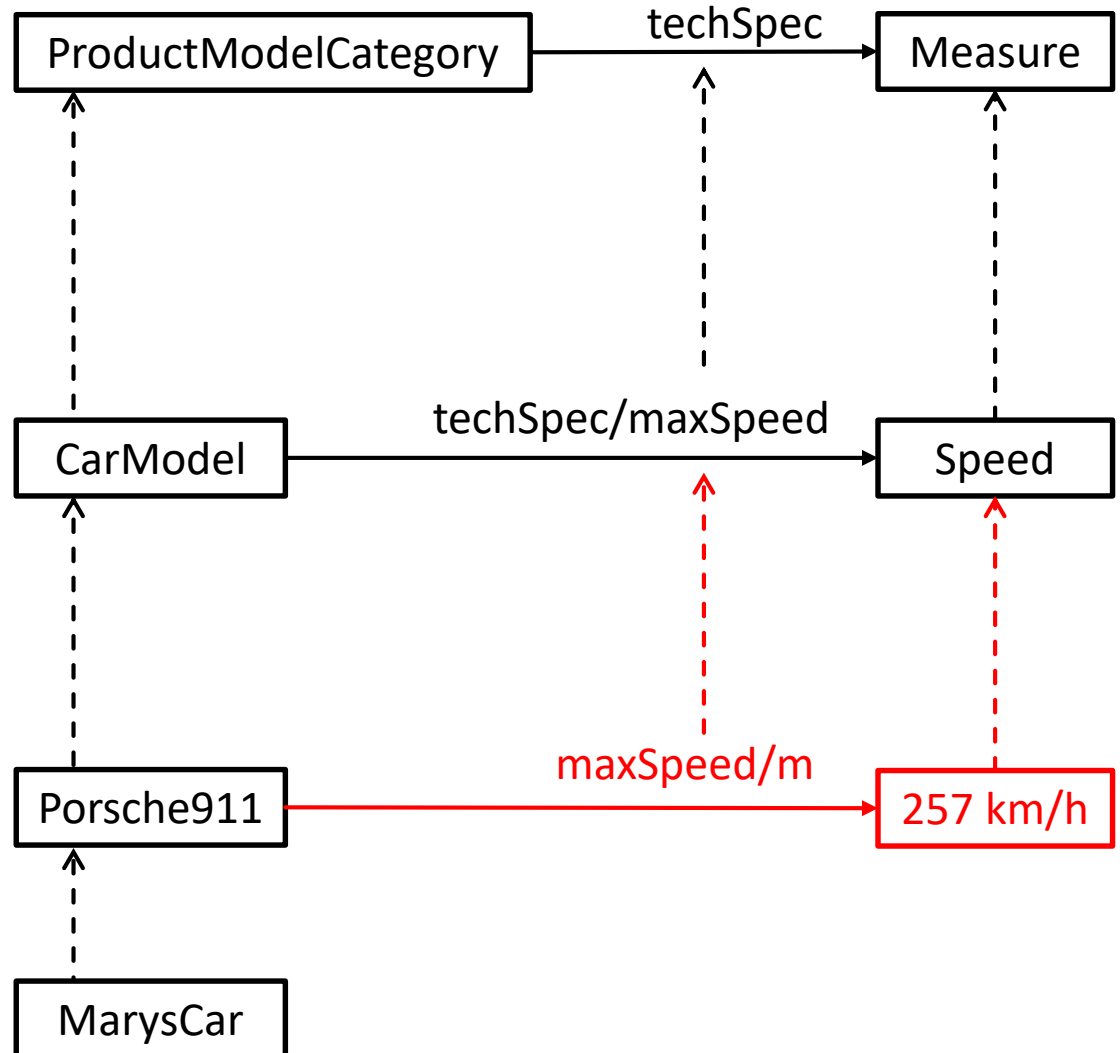 techSpec
ProductModelCategory
Measure
techSpec/maxSpeed
CarModel
Speed
maxSpeed/m
Porsche911
257 km/h
MarysCar